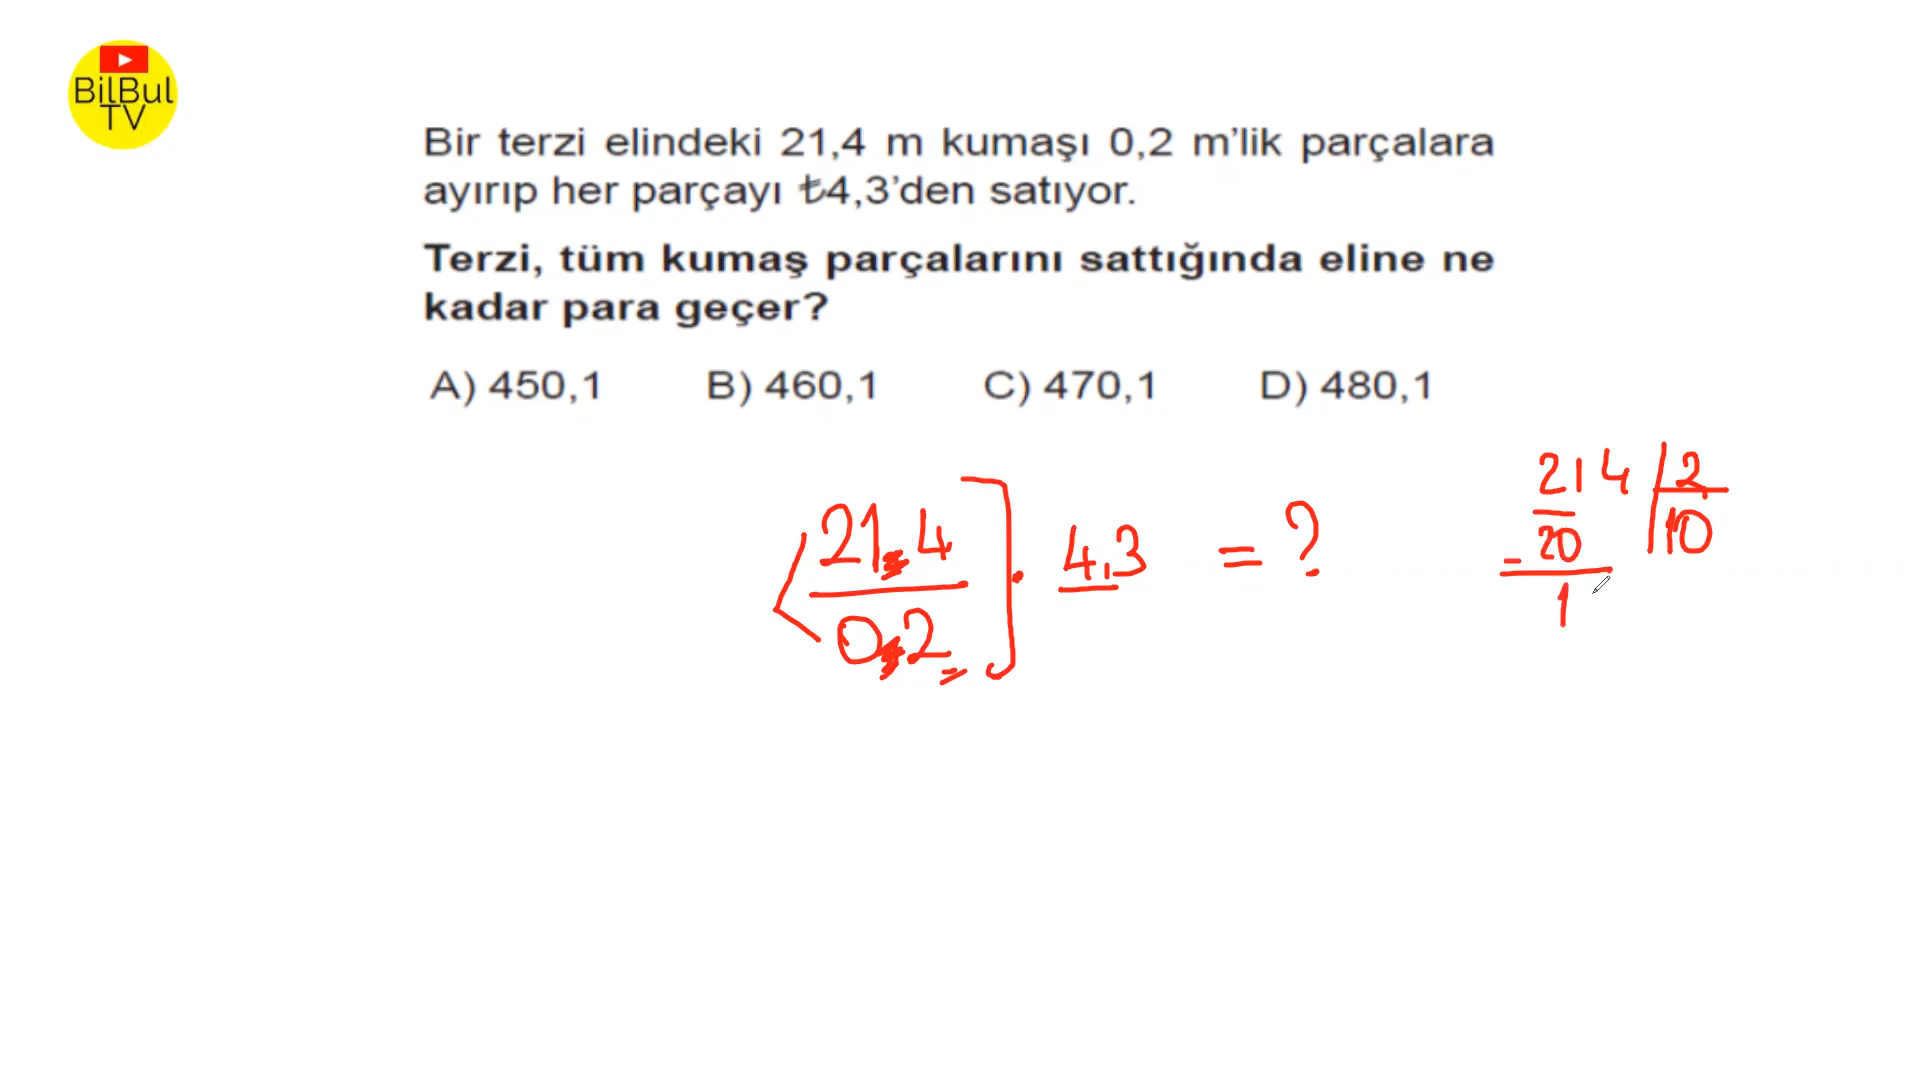 BilBul
TV
Bir terzi elindeki 21,4 m kumaşı 0,2 m’lik parçalara
ayırıp her parçayı ₺4,3’den satıyor.
Terzi, tüm kumaş parçalarını sattığında eline ne
kadar para geçer?
A) 450,1 B) 460,1 C) 470,1 D) 480,1
21,4
0,2
. 4,3 = ?
214 2
- 20 10
1